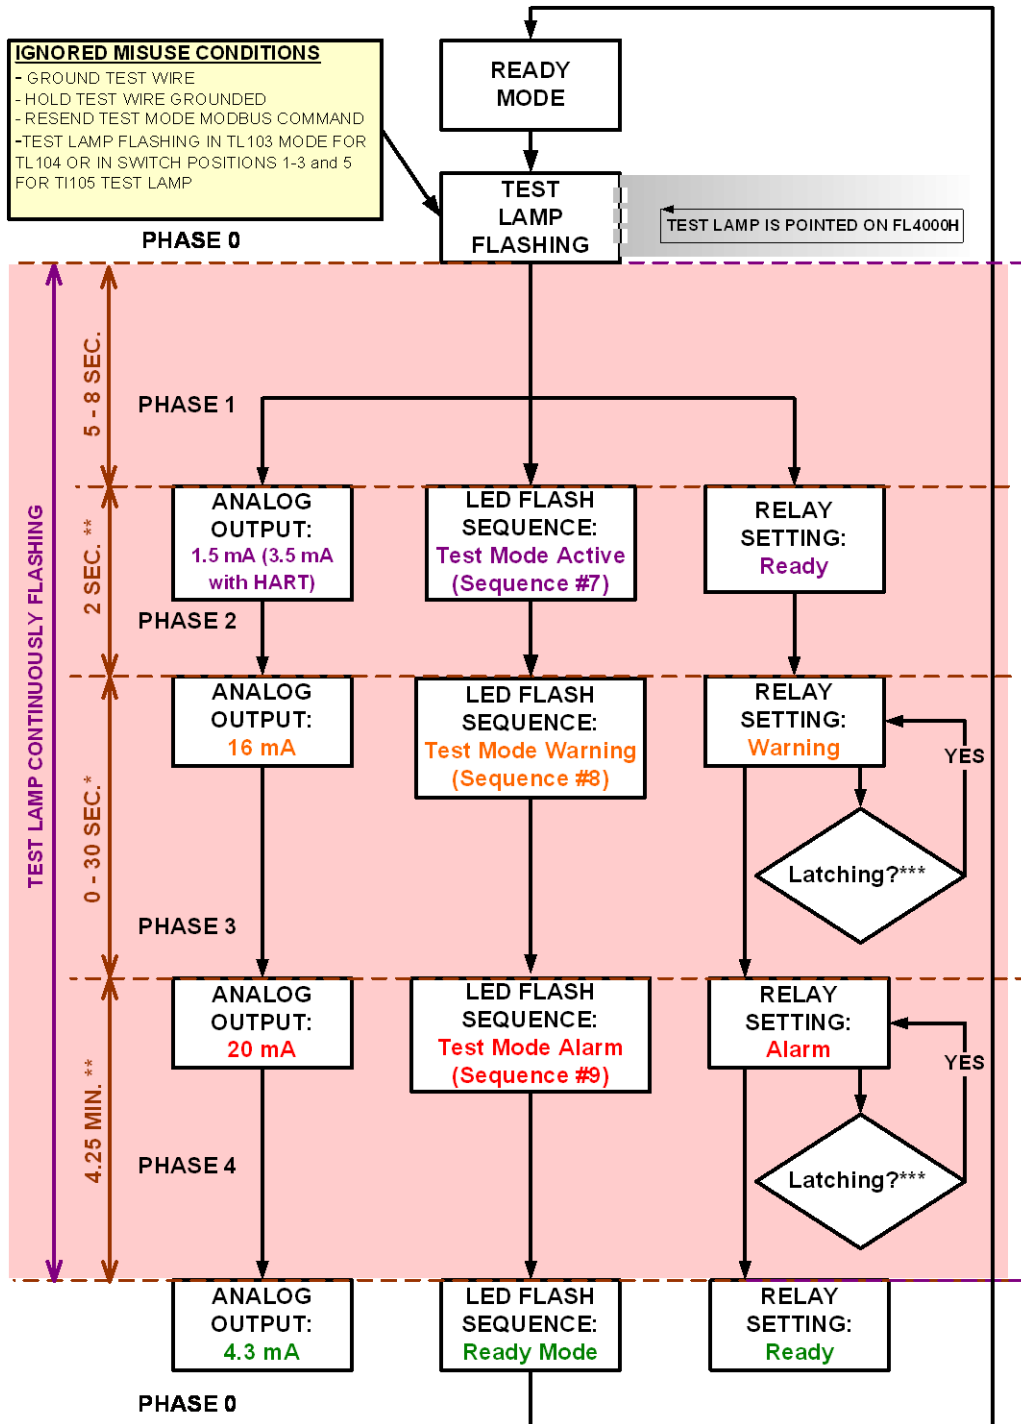 IGNORED MISUSE CONDITIONS
- GROUND TEST WIRE
- HOLD TEST WIRE GROUNDED
- RESEND TEST MODE MODBUS COMMAND
-TEST LAMP FLASHING IN TL103 MODE FOR
TL104 OR IN SWITCH POSITIONS 1-3 and 5
FOR Tl105 TEST LAMP
READY
MODE
TEST
LAMP
FLASHING
TEST LAMP IS POINTED ON FL4000H
PHASE 0
TEST LAMP CONTINUOUSLY FLASHING
5 - 8 SEC.
PHASE 1
2 SEC. **
ANALOG
OUTPUT:
1.5 mA (3.5 mA
with HART)
LED FLASH
SEQUENCE:
Test Mode Active
(Sequence #7)
RELAY
SETTING:
Ready
PHASE 2
0 - 30 SEC.*
ANALOG
OUTPUT:
16 mA
LED FLASH
SEQUENCE:
Test Mode Warning
(Sequence #8)
RELAY
SETTING:
Warning
YES
Latching?***
PHASE 3
4.25 MIN. **
ANALOG
OUTPUT:
20 mA
LED FLASH
SEQUENCE:
Test Mode Alarm
(Sequence #9)
RELAY
SETTING:
Alarm
YES
Latching?***
PHASE 4
ANALOG
OUTPUT:
4.3 mA
LED FLASH
SEQUENCE:
Ready Mode
RELAY
SETTING:
Ready
PHASE 0